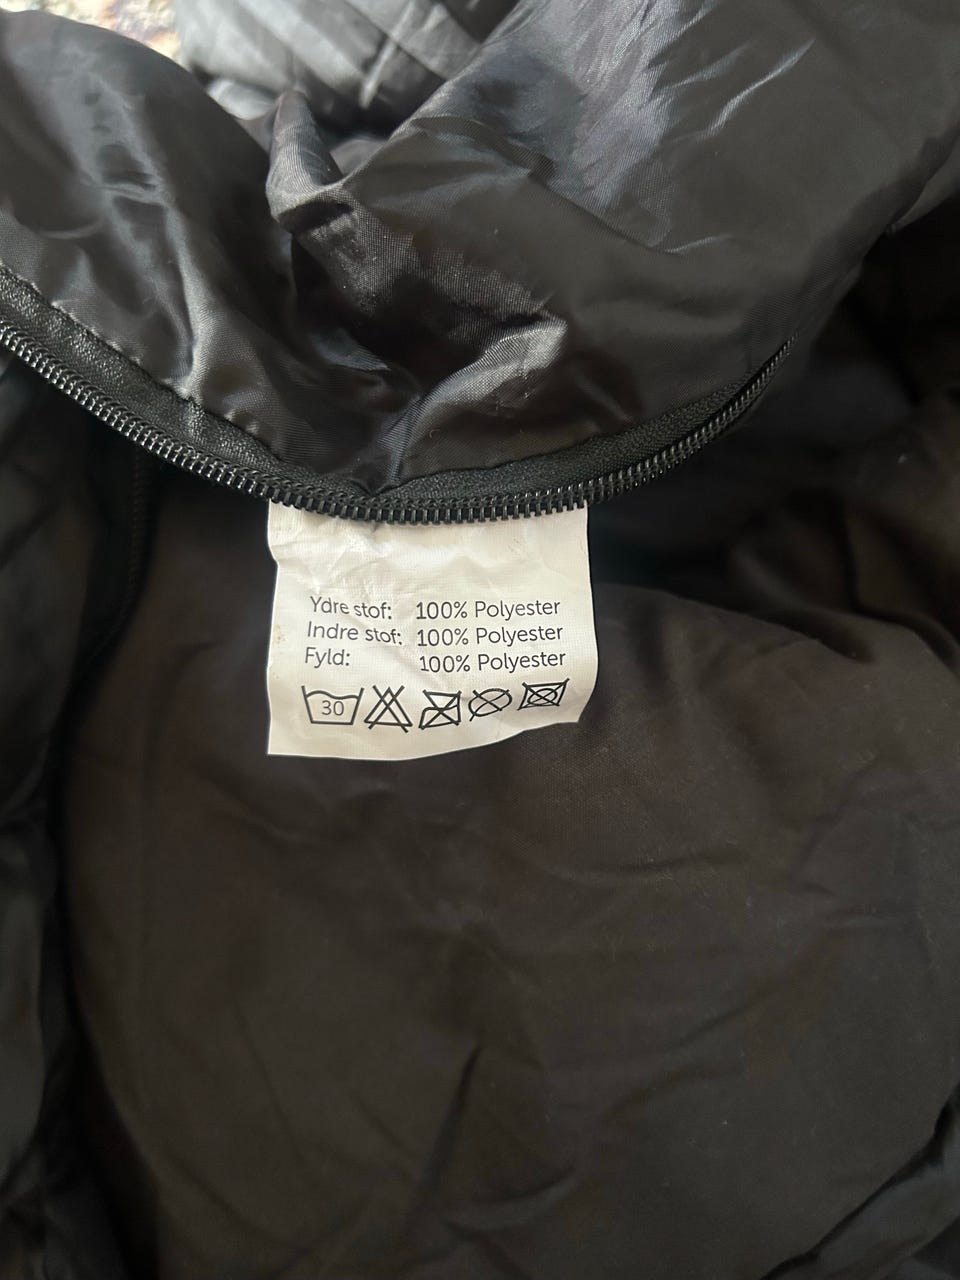 Ydre stof: 100% Polyester
Indre stof: 100% Polyester
Fyld: 100% Polyester
30